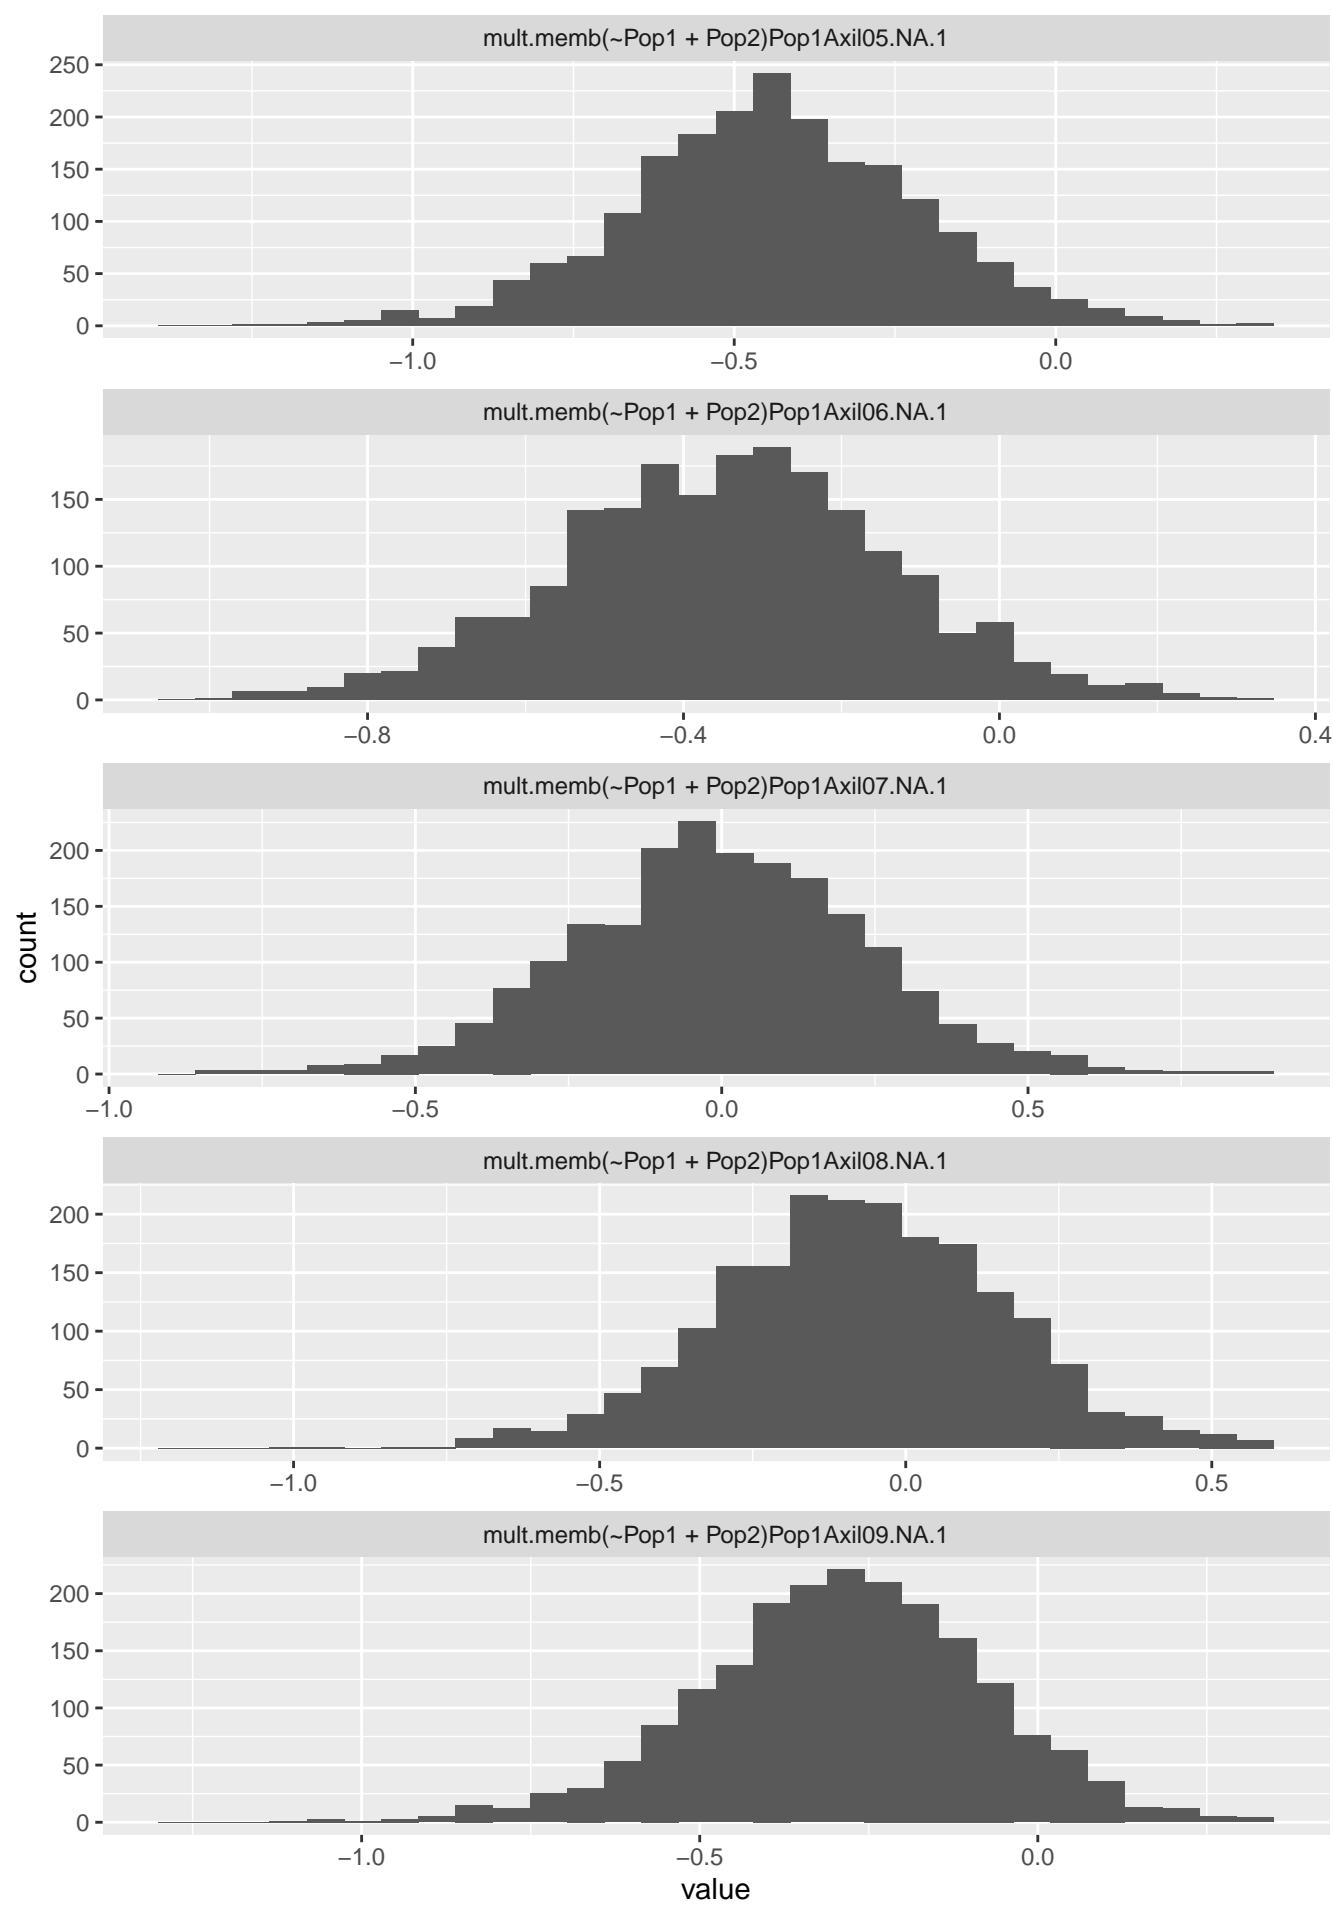 mult.memb(~Pop1 + Pop2)Pop1Axil05.NA.1
250
200
150
100
50
0
−1.0 −0.5 0.0
mult.memb(~Pop1 + Pop2)Pop1Axil06.NA.1
150
100
50
0
−0.8 −0.4 0.0 0.4
mult.memb(~Pop1 + Pop2)Pop1Axil07.NA.1
200
150
100
50
0
−1.0 −0.5 0.0 0.5
count
mult.memb(~Pop1 + Pop2)Pop1Axil08.NA.1
200
150
100
50
0
−1.0 −0.5 0.0 0.5
mult.memb(~Pop1 + Pop2)Pop1Axil09.NA.1
200
150
100
50
0
−1.0 −0.5 0.0
value